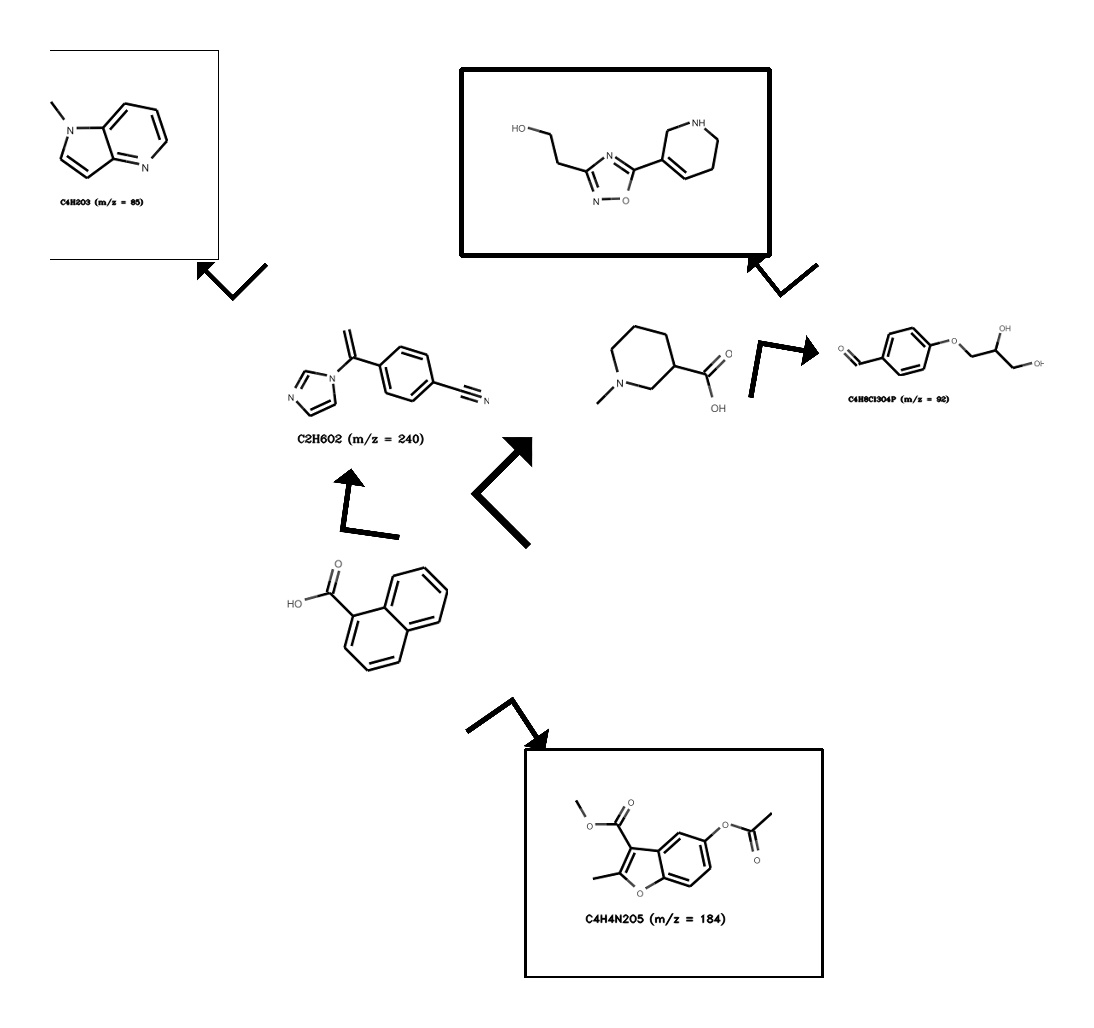 N
N
C4H2O3 (m/z = 85)
HO
N
N
O
NH
N
N
N
C2H6O2 (m/z = 240)
N
O
OH
O
O
OH
OH
C4H8Cl3O4P (m/z = 92)
O
HO
O
O
O
O
O
C4H4N2O5 (m/z = 184)